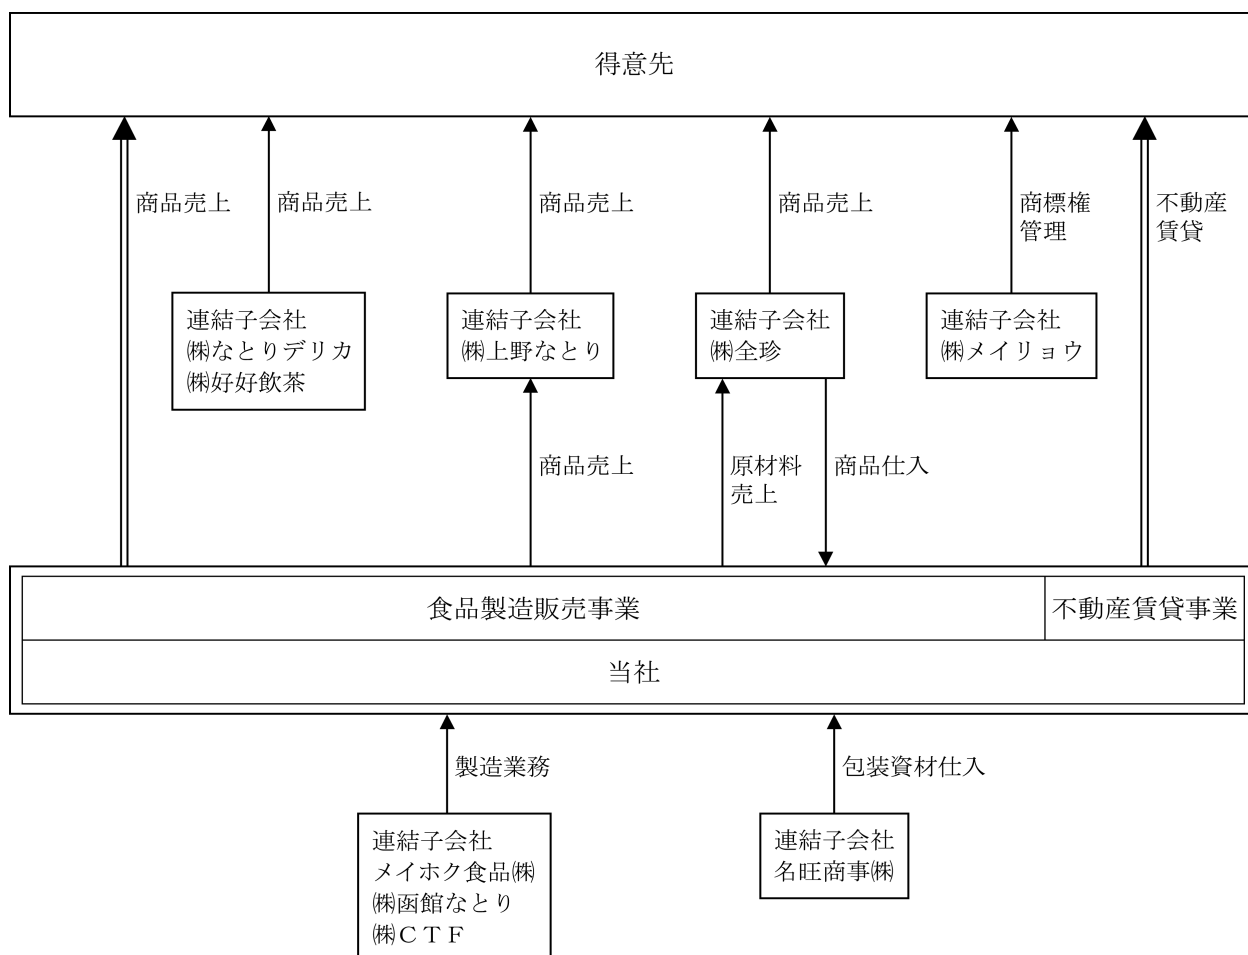 得意先
商品売上
商品売上
商品売上
商品売上
商標権
管理
不動産
賃貸
連結子会社
㈱なとりデリカ
㈱好好飲茶
連結子会社
㈱上野なとり
連結子会社
㈱全珍
連結子会社
㈱メイリョウ
商品売上
原材料
売上
商品仕入
食品製造販売事業
不動産賃貸事業
当社
製造業務
包装資材仕入
連結子会社
メイホク食品㈱
㈱函館なとり
㈱ＣＴＦ
連結子会社
名旺商事㈱